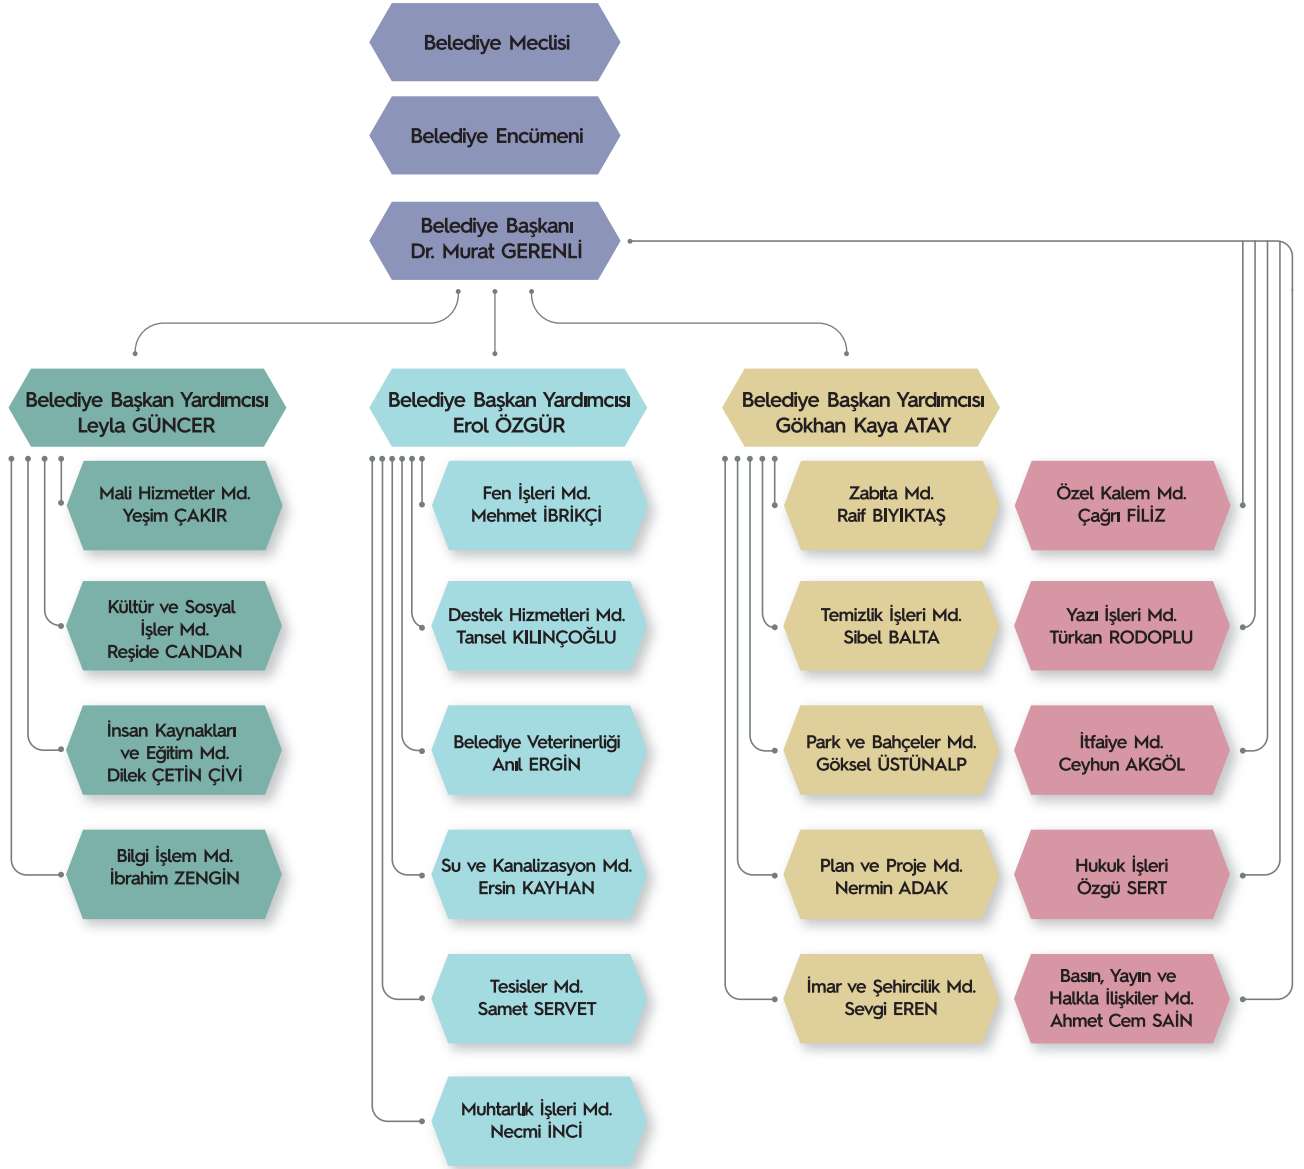 Belediye Meclisi
Belediye Encümeni
Belediye Başkanı
Dr. Murat GERENLİ
Belediye Başkan Yardımcısı
Leyla GÜNCER
Mali Hizmetler Md.
Yeşim ÇAKIR
Kültür ve Sosyal
İşler Md.
Reşide CANDAN
İnsan Kaynakları
ve Eğitim Md.
Dilek ÇETİN ÇİVİ
Bilgi İşlem Md.
İbrahim ZENGİN
Belediye Başkan Yardımcısı
Erol ÖZGÜR
Fen İşleri Md.
Mehmet İBRİKÇİ
Destek Hizmetleri Md.
Tansel KILINÇOĞLU
Belediye Veterinerliği
Anıl ERGİN
Su ve Kanalizasyon Md.
Ersin KAYHAN
Tesisler Md.
Samet SERVET
Muhtarlık İşleri Md.
Necmi İNCİ
Belediye Başkan Yardımcısı
Gökhan Kaya ATAY
Zabıta Md.
Raif BIYIKTAŞ
Temizlik İşleri Md.
Sibel BALTA
Park ve Bahçeler Md.
Göksel ÜSTÜNALP
Plan ve Proje Md.
Nermin ADAK
İmar ve Şehircilik Md.
Sevgi EREN
Özel Kalem Md.
Çağrı FİLİZ
Yazı İşleri Md.
Türkan RODOPLU
İtfaiye Md.
Ceyhun AKGÖL
Hukuk İşleri
Özgü SERT
Basın, Yayın ve
Halkla İlişkiler Md.
Ahmet Cem SAİN